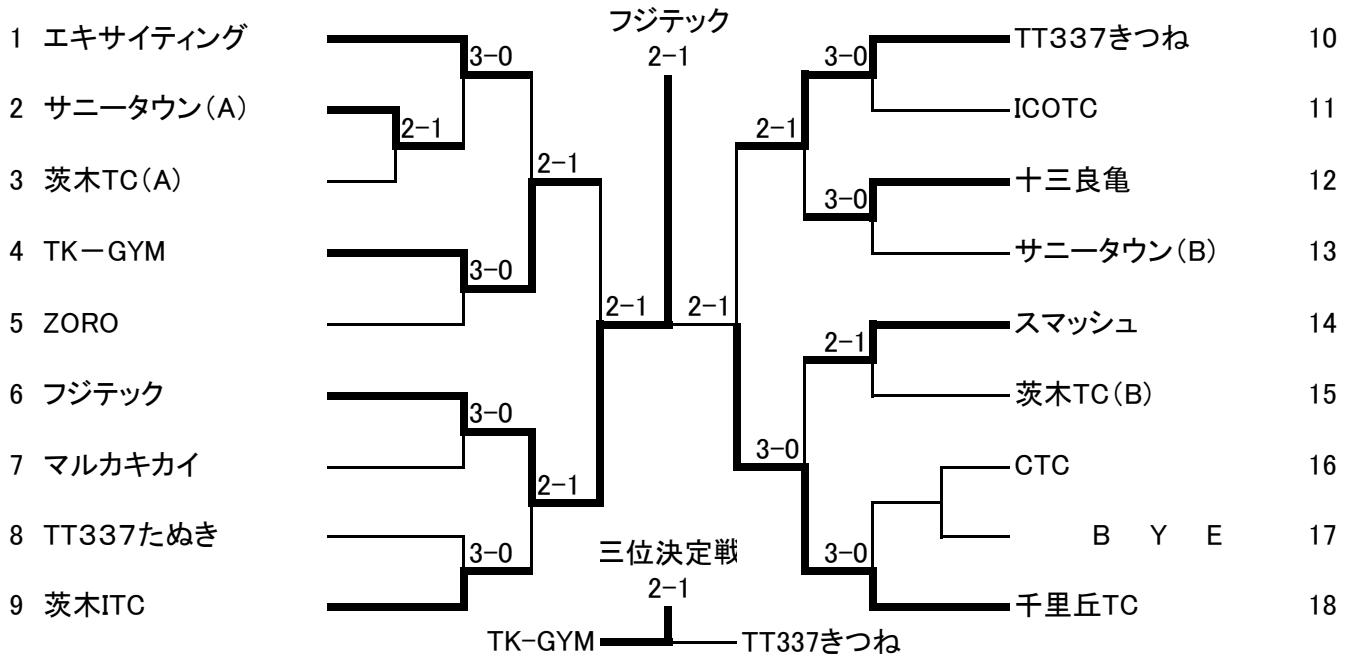 フジテック
2-1
1 エキサイティング
3-0
2 サニータウン(A)
2-1
3 茨木TC(A)
2-1
4 TK－GYM
3-0
5 ZORO
2-1
6 フジテック
3-0
7 マルカキカイ
2-1
8 TT337たぬき
3-0
9 茨木ITC
TT337きつね 10
3-0
ICOTC 11
2-1
十三良亀 12
3-0
サニータウン(B) 13
2-1
スマッシュ 14
2-1
茨木TC(B) 15
3-0
CTC 16
B Y E 17
3-0
千里丘TC 18
三位決定戦
2-1
TK-GYM TT337きつね